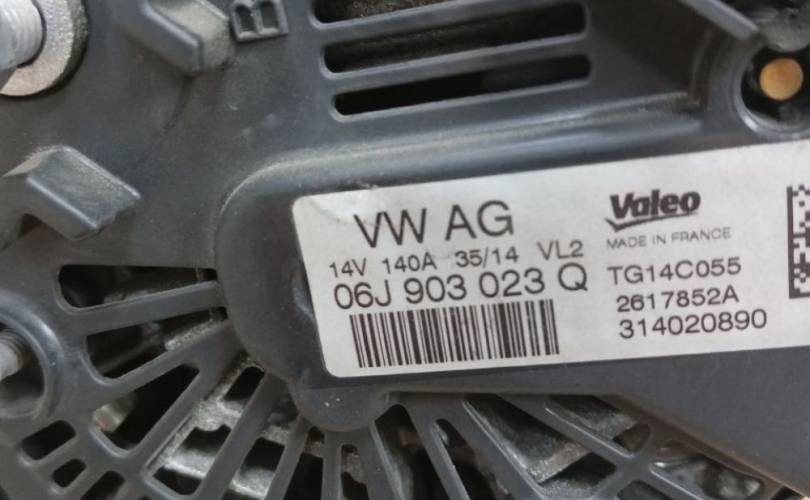 B
VW AG
14V 140A 35/14 VL2
06J 903 023 Q
Valeo
MADE IN FRANCE
TG14C055
2617852A
314020890